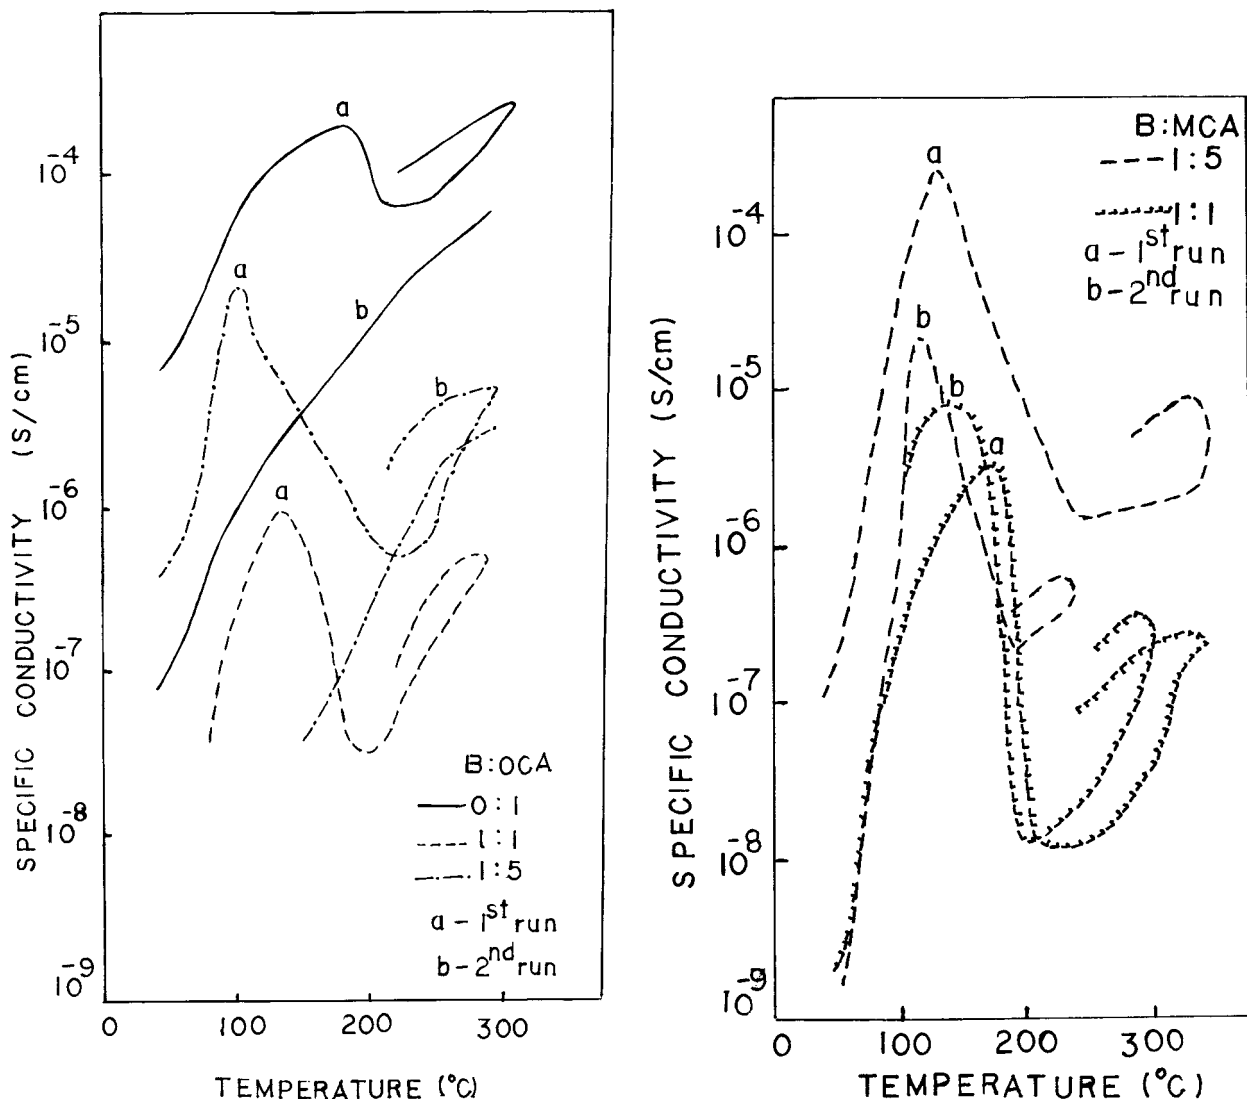 a
10^-4
b
a
10^-5
b
10^-6
a
10^-7
B:OCA
0:1
10^-8
1:1
1:5
a - 1st run
b - 2nd run
10^-9
0 100 200 300
TEMPERATURE (°C)
SPECIFIC CONDUCTIVITY (S/cm)
B:MCA
a
1:5
1:1
10^-4
a - 1st run
b - 2nd run
b
b
10^-5
a
10^-6
10^-7
10^-8
10^-9
0 100 200 300
TEMPERATURE (°C)
SPECIFIC CONDUCTIVITY (S/cm)